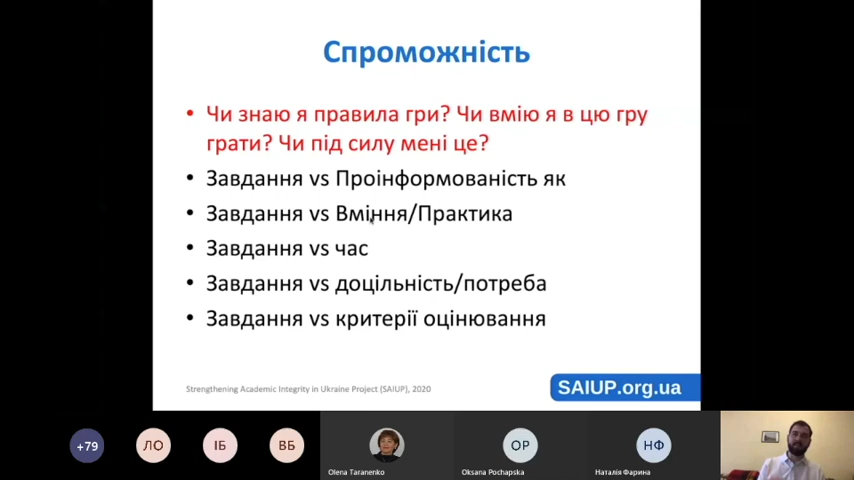 Спроможність
• Чи знаю я правила гри? Чи вмію я в цю гру
грати? Чи під силу мені це?
• Завдання vs Проінформованість як
• Завдання vs Вміння/Практика
• Завдання vs час
• Завдання vs доцільність/потреба
• Завдання vs критерії оцінювання
Strengthening Academic Integrity in Ukraine Project (SAIUP), 2020
SAIUP.org.ua
+79
ЛО
ІБ
ВБ
ОР
НФ
Olena Taranenko
Oksana Pochapska
Наталія Фарина